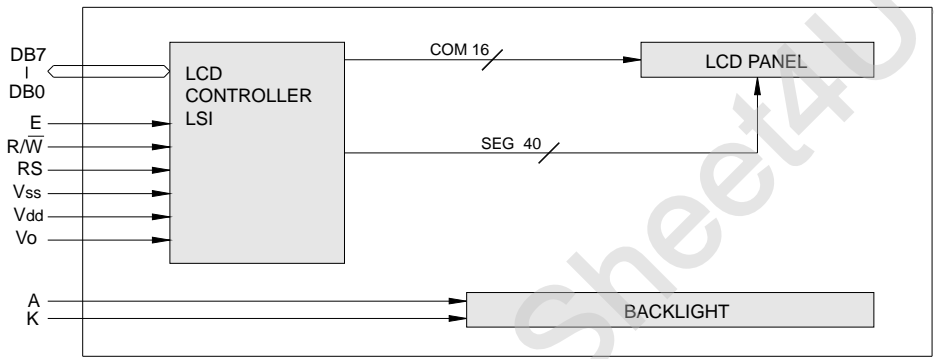 DB7
DB0
E
R/W̅
RS
Vss
Vdd
Vo
A
K
LCD
CONTROLLER
LSI
COM 16
SEG 40
LCD PANEL
BACKLIGHT
Sheet4U